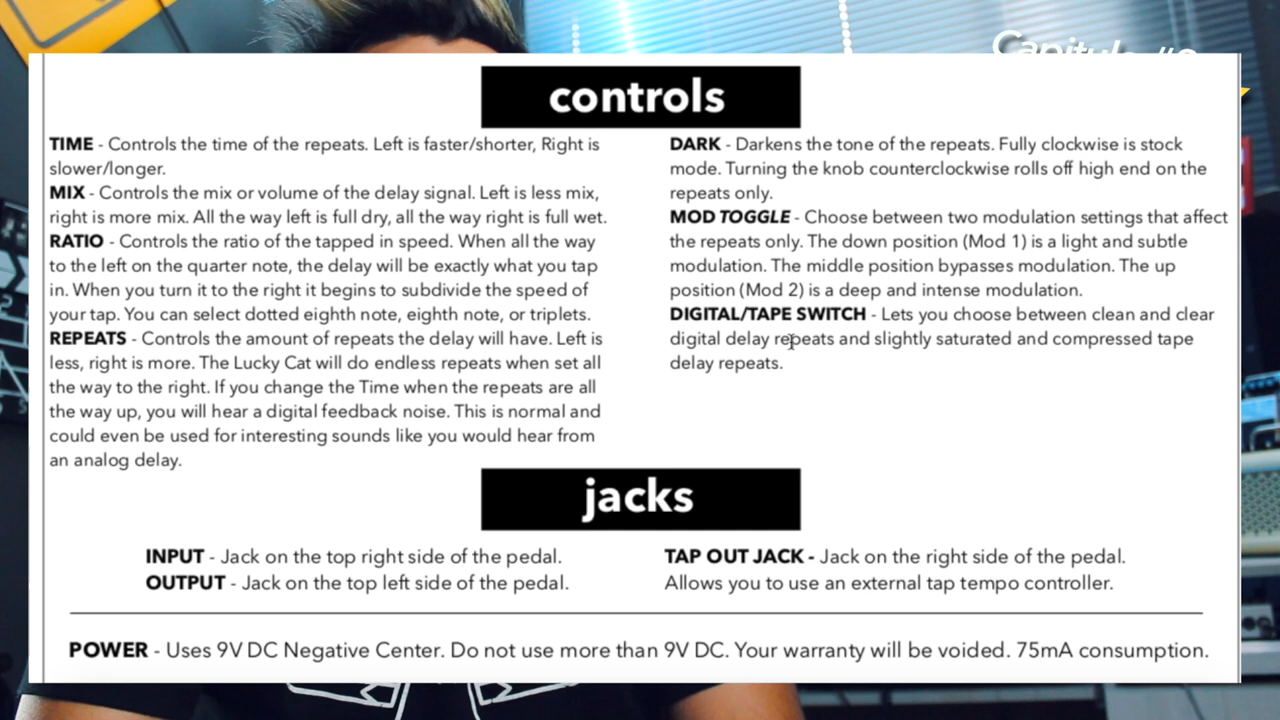 Capitulo
controls
TIME - Controls the time of the repeats. Left is faster/shorter, Right is
slower/longer.
MIX - Controls the mix or volume of the delay signal. Left is less mix,
right is more mix. All the way left is full dry, all the way right is full wet.
RATIO - Controls the ratio of the tapped in speed. When all the way
to the left on the quarter note, the delay will be exactly what you tap
in. When you turn it to the right it begins to subdivide the speed of
your tap. You can select dotted eighth note, eighth note, or triplets.
REPEATS - Controls the amount of repeats the delay will have. Left is
less, right is more. The Lucky Cat will do endless repeats when set all
the way to the right. If you change the Time when the repeats are all
the way up, you will hear a digital feedback noise. This is normal and
could even be used for interesting sounds like you would hear from
an analog delay.
DARK - Darkens the tone of the repeats. Fully clockwise is stock
mode. Turning the knob counterclockwise rolls off high end on the
repeats only.
MOD TOGGLE - Choose between two modulation settings that affect
the repeats only. The down position (Mod 1) is a light and subtle
modulation. The middle position bypasses modulation. The up
position (Mod 2) is a deep and intense modulation.
DIGITAL/TAPE SWITCH - Lets you choose between clean and clear
digital delay repeats and slightly saturated and compressed tape
delay repeats.
jacks
INPUT - Jack on the top right side of the pedal.
OUTPUT - Jack on the top left side of the pedal.
TAP OUT JACK - Jack on the right side of the pedal.
Allows you to use an external tap tempo controller.
POWER - Uses 9V DC Negative Center. Do not use more than 9V DC. Your warranty will be voided. 75mA consumption.